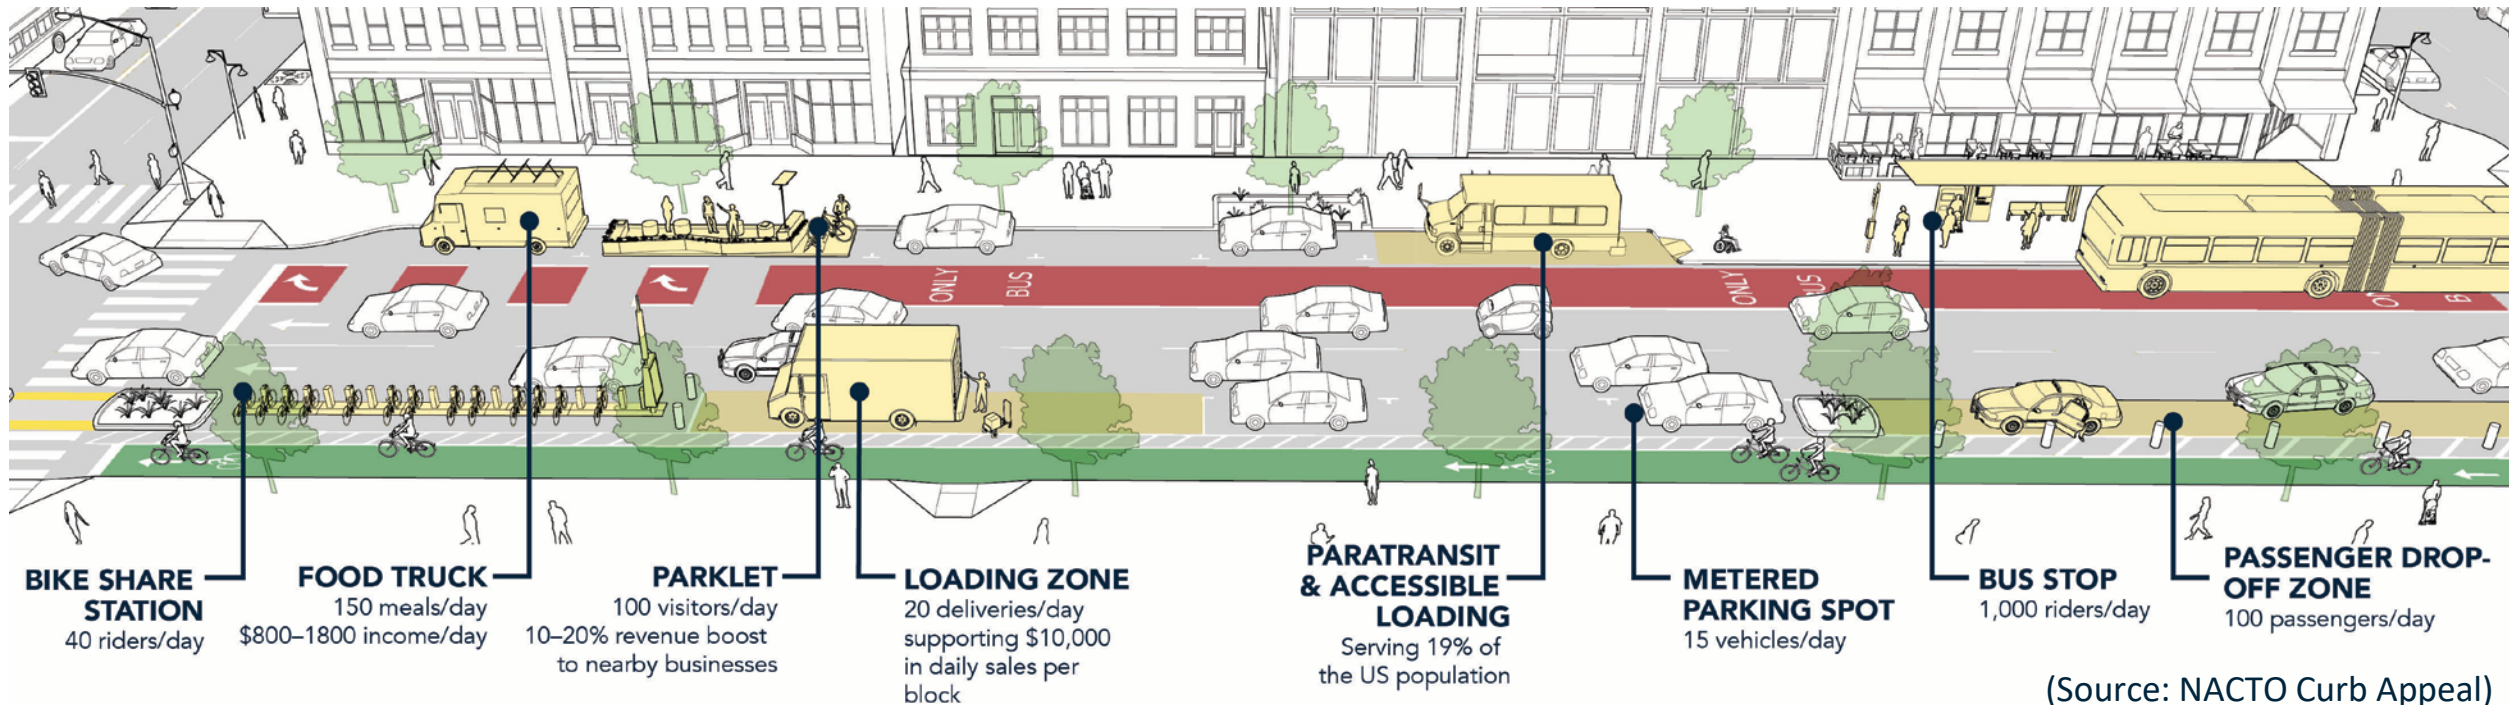 ONLY
BUS
ONLY
BUS
BIKE SHARE
STATION
40 riders/day
FOOD TRUCK
150 meals/day
$800–1800 income/day
PARKLET
100 visitors/day
10–20% revenue boost
to nearby businesses
LOADING ZONE
20 deliveries/day
supporting $10,000
in daily sales per
block
PARATRANSIT
& ACCESSIBLE
LOADING
Serving 19% of
the US population
METERED
PARKING SPOT
15 vehicles/day
BUS STOP
1,000 riders/day
PASSENGER DROP-
OFF ZONE
100 passengers/day
(Source: NACTO Curb Appeal)